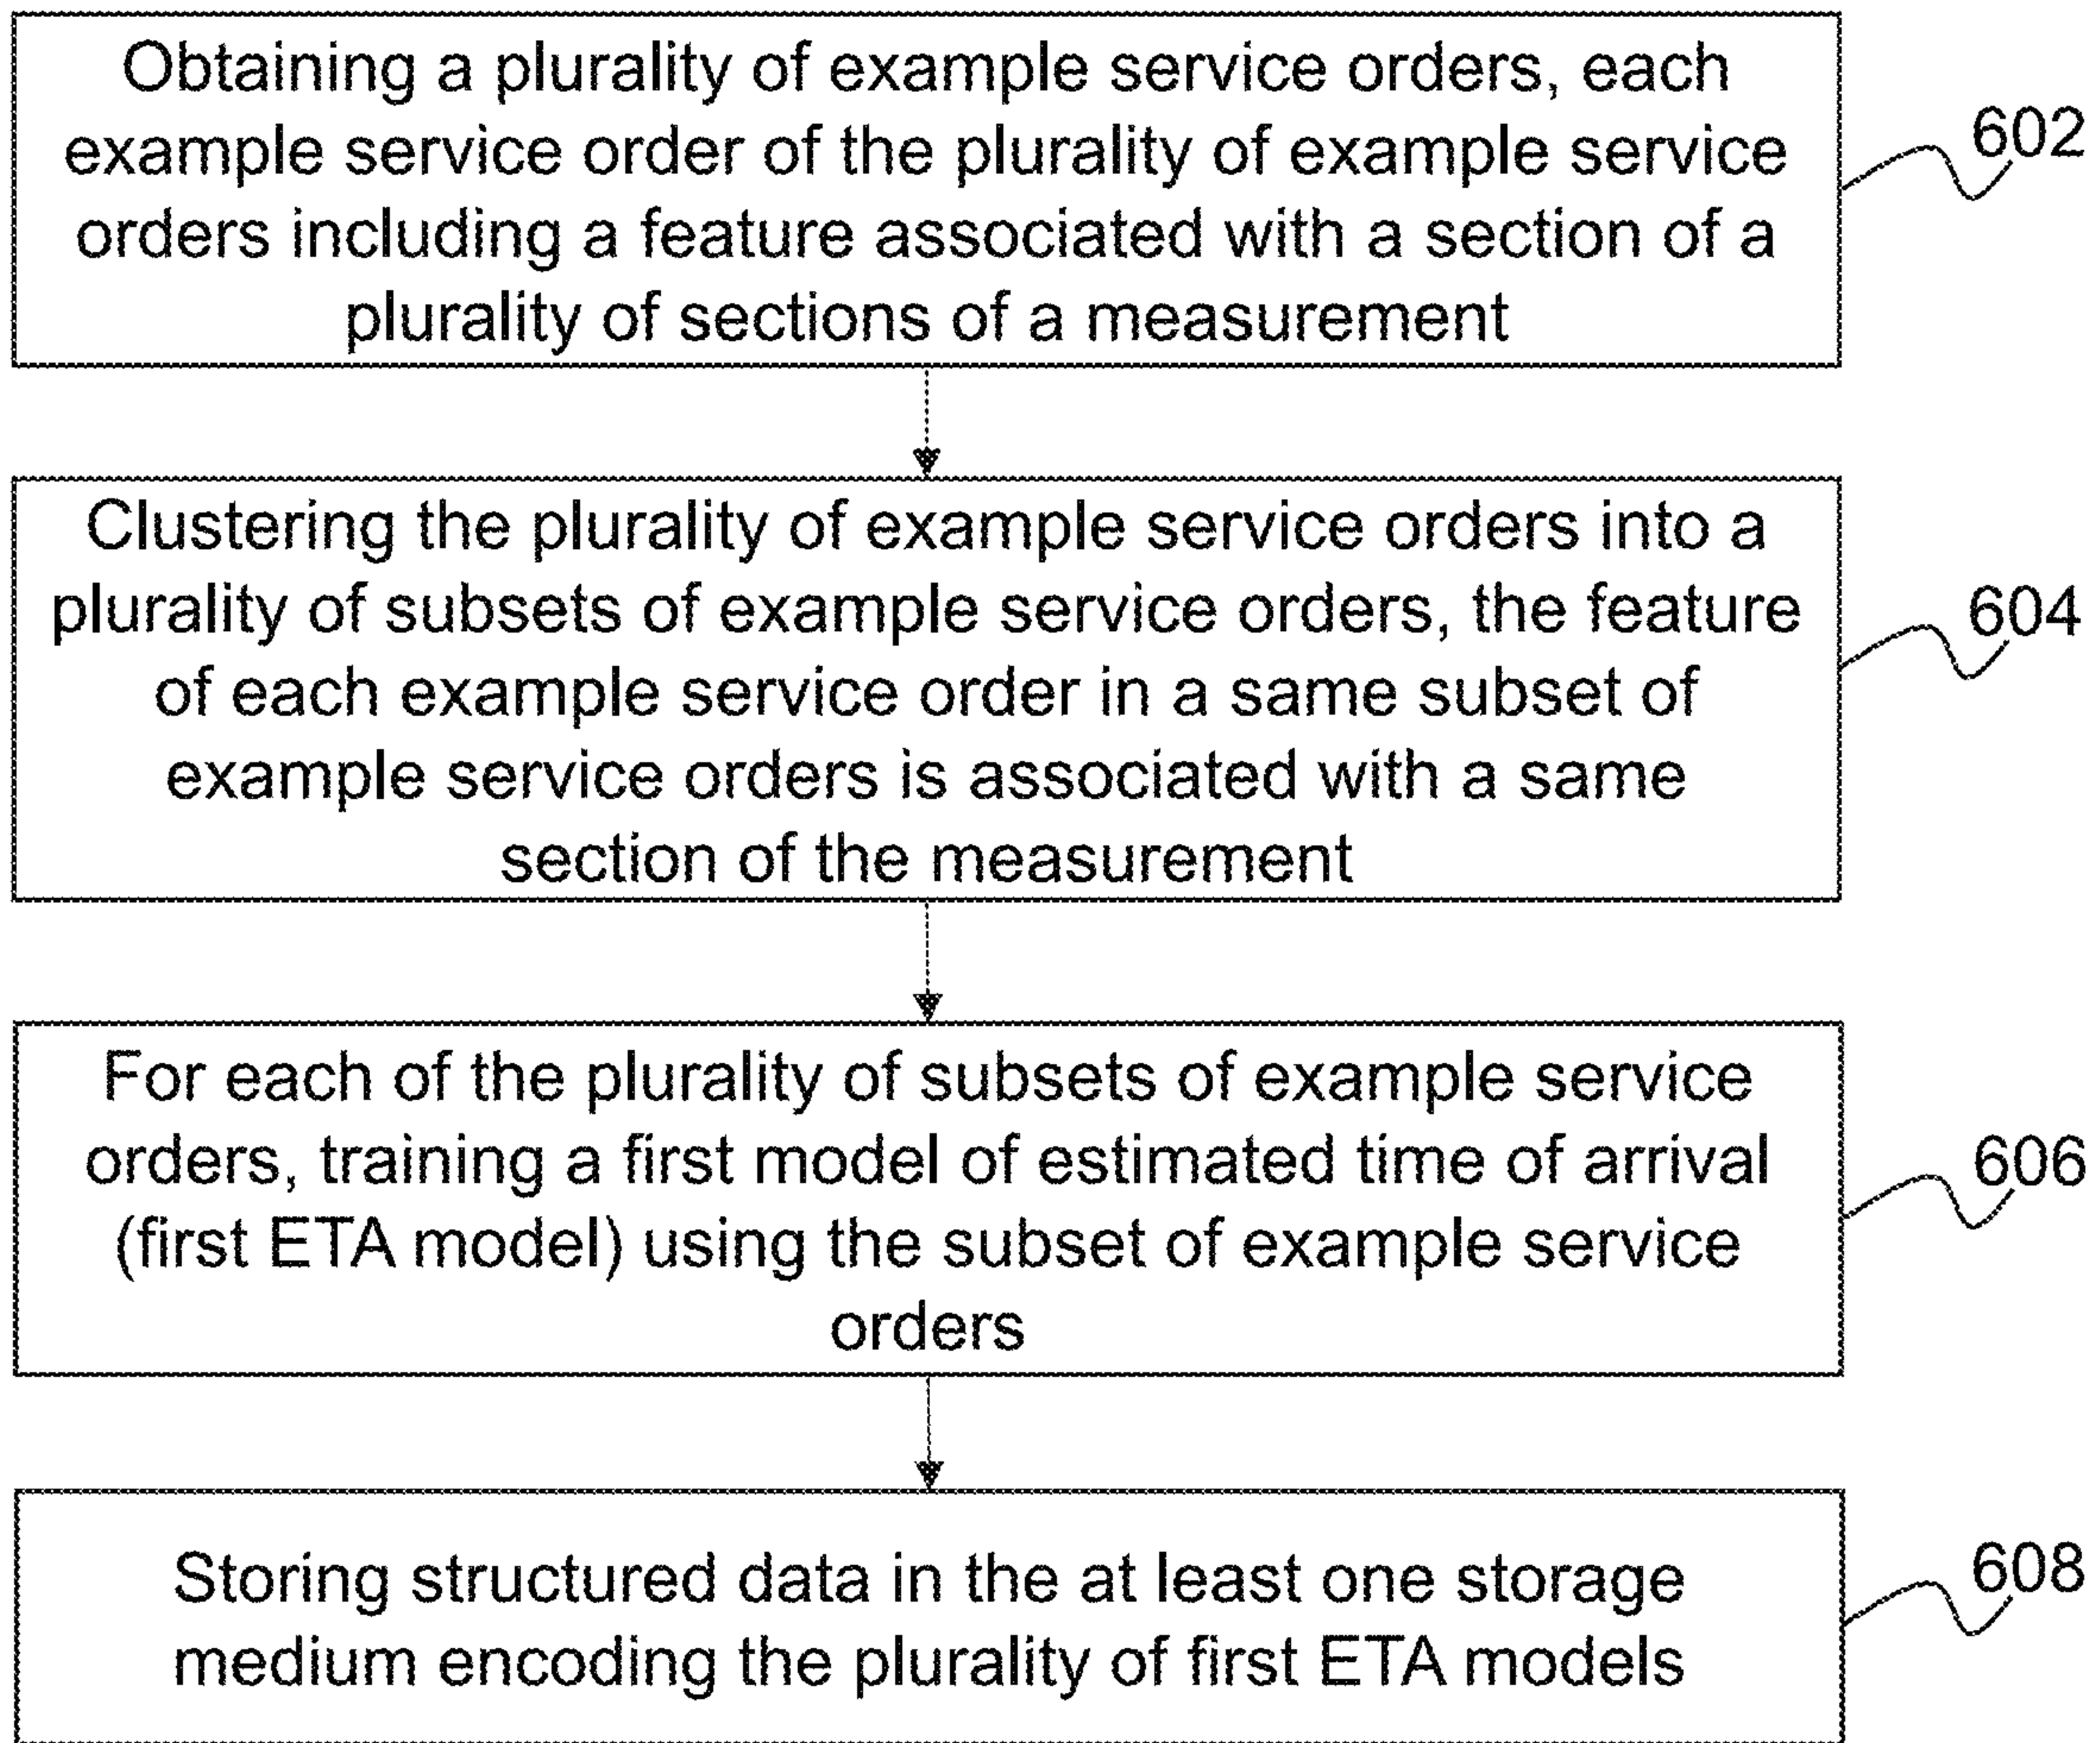 Obtaining a plurality of example service orders, each
example service order of the plurality of example service
orders including a feature associated with a section of a
plurality of sections of a measurement
602
Clustering the plurality of example service orders into a
plurality of subsets of example service orders, the feature
of each example service order in a same subset of
example service orders is associated with a same
section of the measurement
604
For each of the plurality of subsets of example service
orders, training a first model of estimated time of arrival
(first ETA model) using the subset of example service
orders
606
Storing structured data in the at least one storage
medium encoding the plurality of first ETA models
608